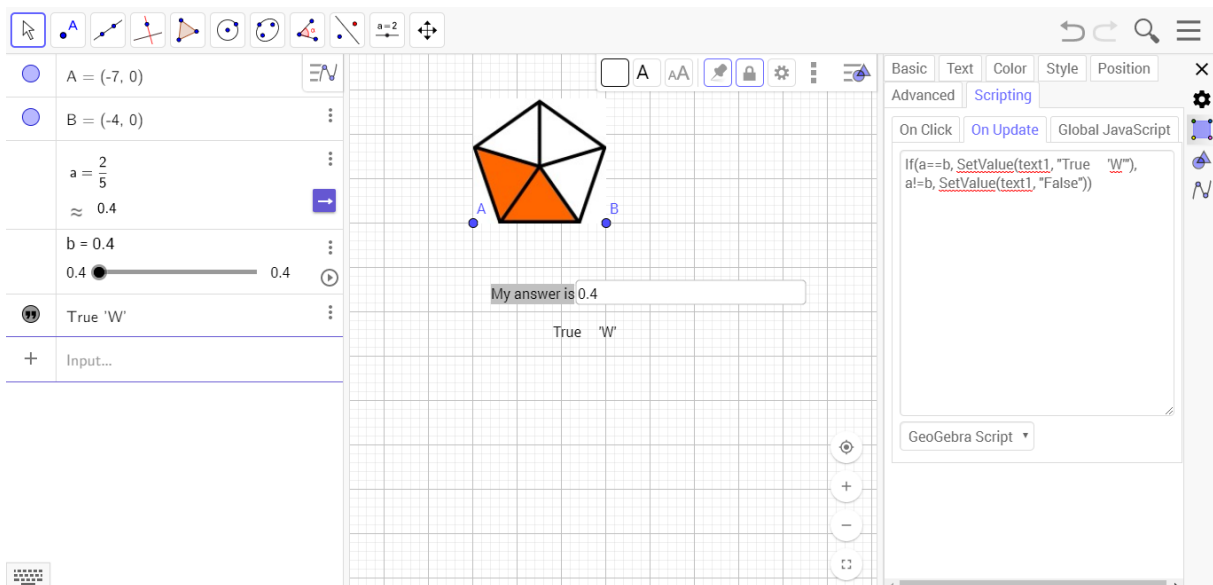 A
a=2
A = (-7, 0)
B = (-4, 0)
a = 2/5
≈ 0.4
b = 0.4
0.4 0.4
True 'W'
Input...
A AA
A B
My answer is 0.4
True 'W'
Basic Text Color Style Position
Advanced Scripting
On Click On Update Global JavaScript
If(a==b, SetValue(text1, "True 'W'"),
a!=b, SetValue(text1, "False"))
GeoGebra Script